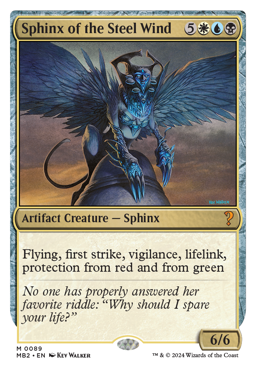 Sphinx of the Steel Wind 5
Artifact Creature — Sphinx
Flying, first strike, vigilance, lifelink,
protection from red and from green
No one has properly answered her
favorite riddle: “Why should I spare
your life?”
6/6
M 0089
MB2 • EN Kev Walker
™ & © 2024 Wizards of the Coast